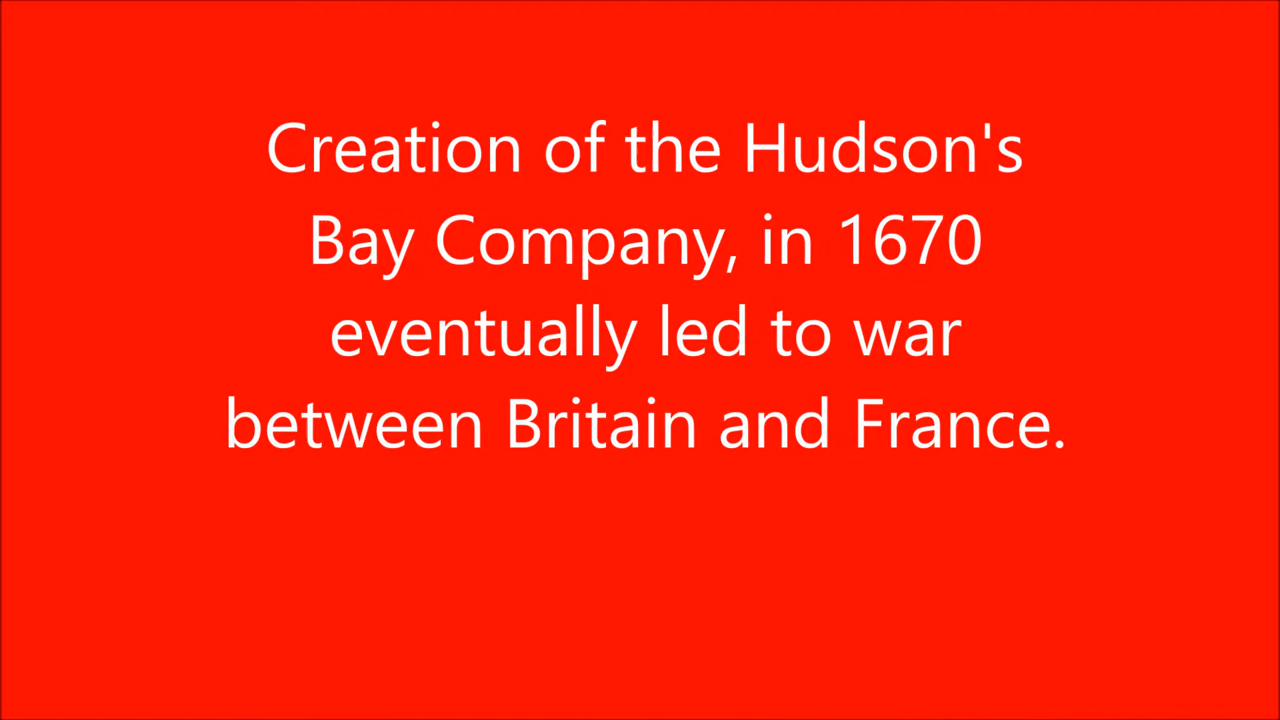 Creation of the Hudson's
Bay Company, in 1670
eventually led to war
between Britain and France.